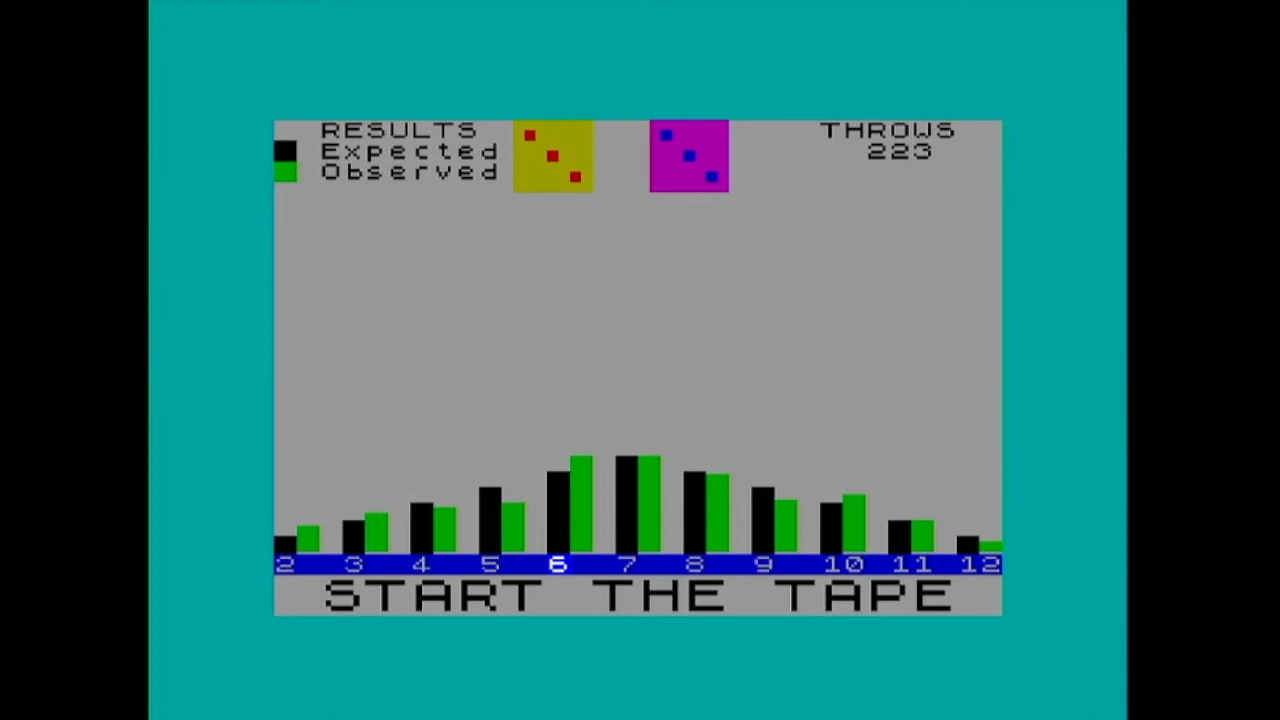 RESULTS
Expected
Observed
THROWS
223
2 3 4 5 6 7 8 9 10 11 12
START THE TAPE